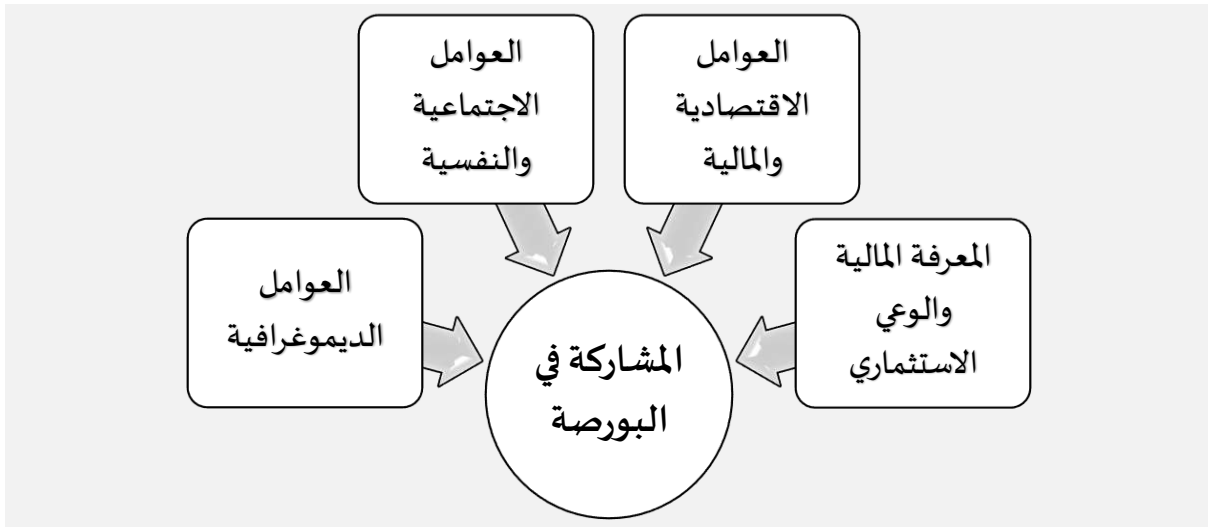 العوامل
الاقتصادية
والمالية
العوامل
الاجتماعية
والنفسية
المعرفة المالية
والوعي
الاستثماري
العوامل
الديموغرافية
المشاركة في
البورصة